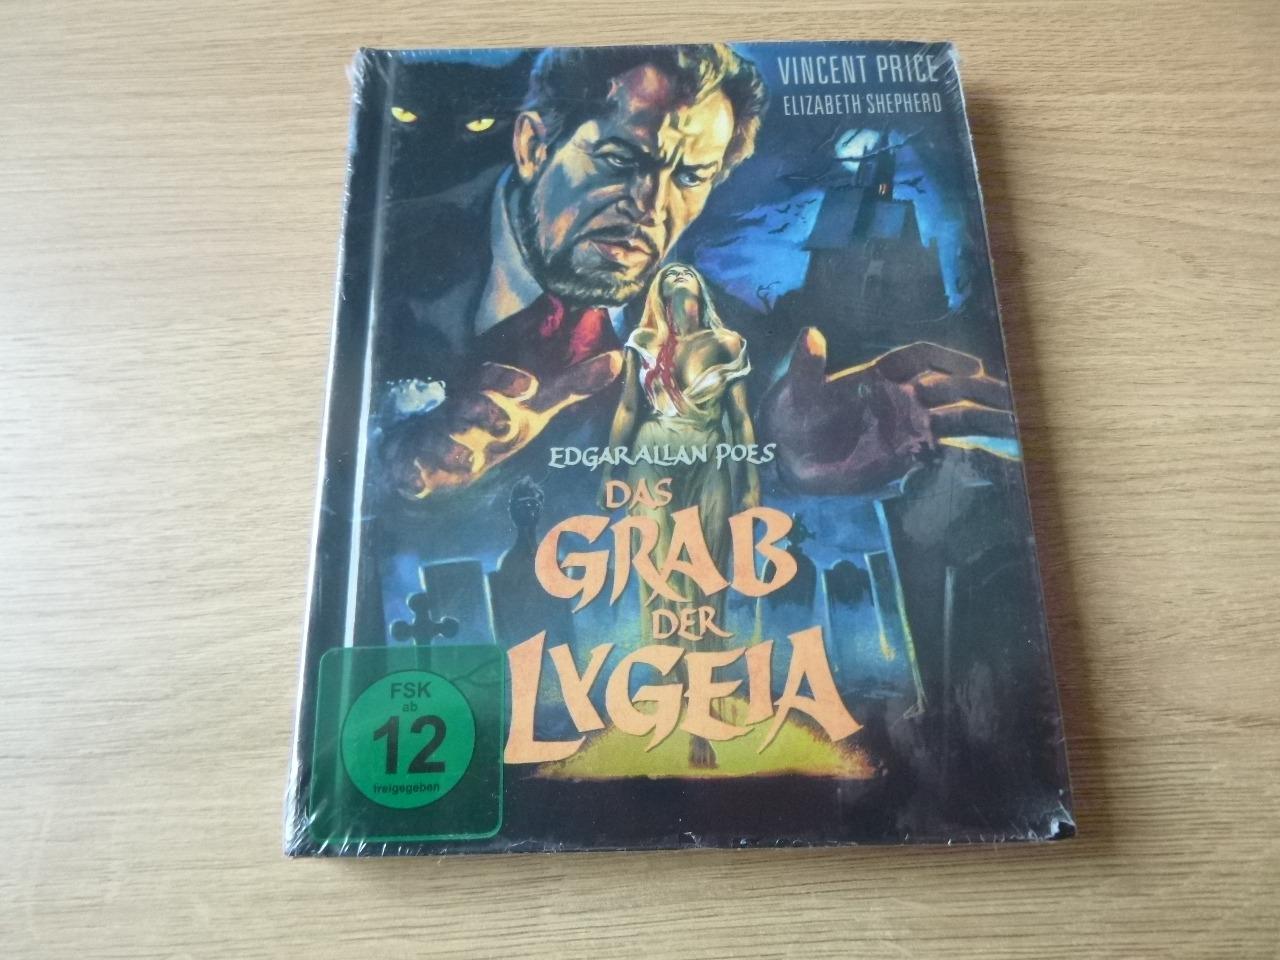 VINCENT PRICE
ELIZABETH SHEPHERD
EDGAR ALLAN POES
DAS
GRAB
DER
LYGEIA
FSK
ab
12
freigegeben